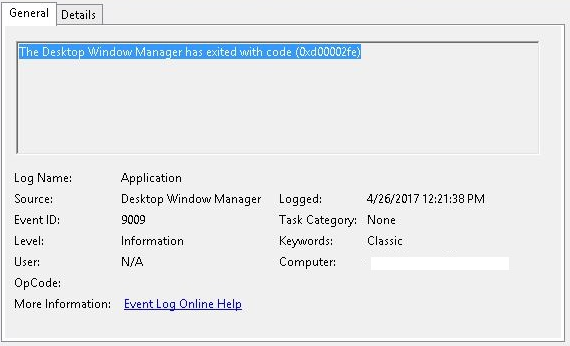 General Details
The Desktop Window Manager has exited with code (0xd00002fe)
Log Name: Application
Source: Desktop Window Manager Logged: 4/26/2017 12:21:38 PM
Event ID: 9009 Task Category: None
Level: Information Keywords: Classic
User: N/A Computer:
OpCode:
More Information: Event Log Online Help